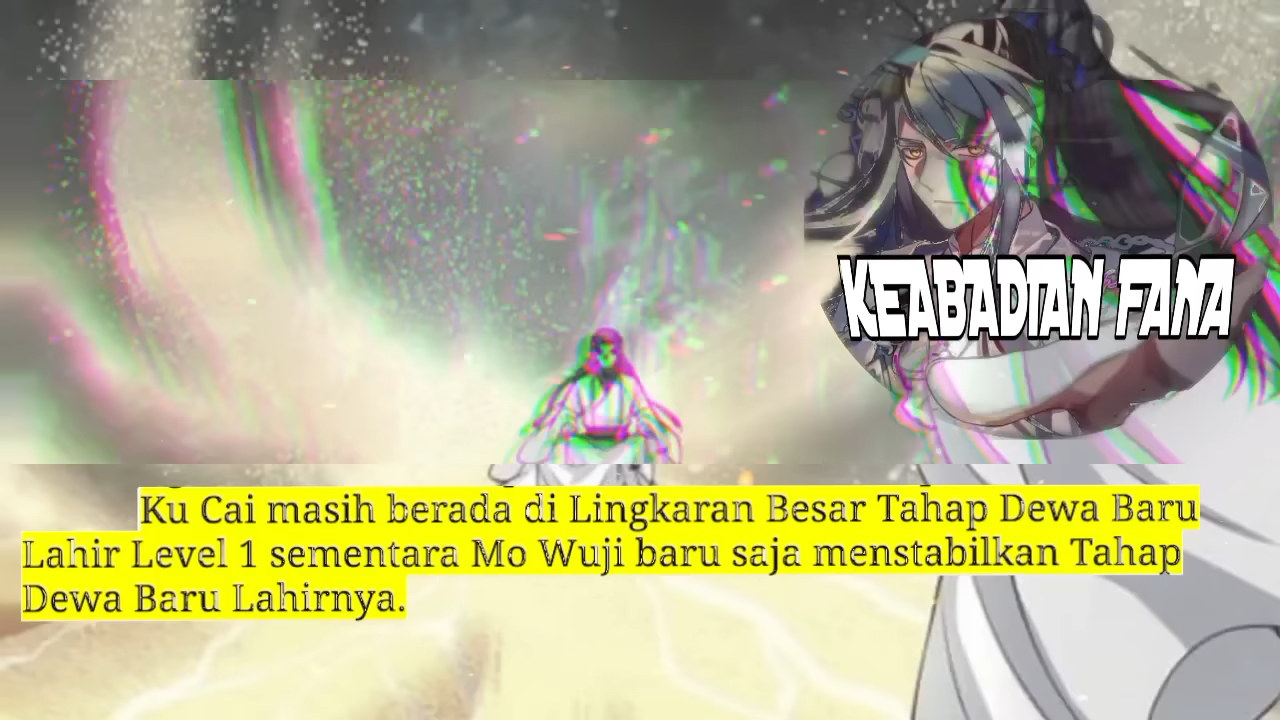 KEABADIAN FANA
Ku Cai masih berada di Lingkaran Besar Tahap Dewa Baru
Lahir Level 1 sementara Mo Wuji baru saja menstabilkan Tahap
Dewa Baru Lahirnya.